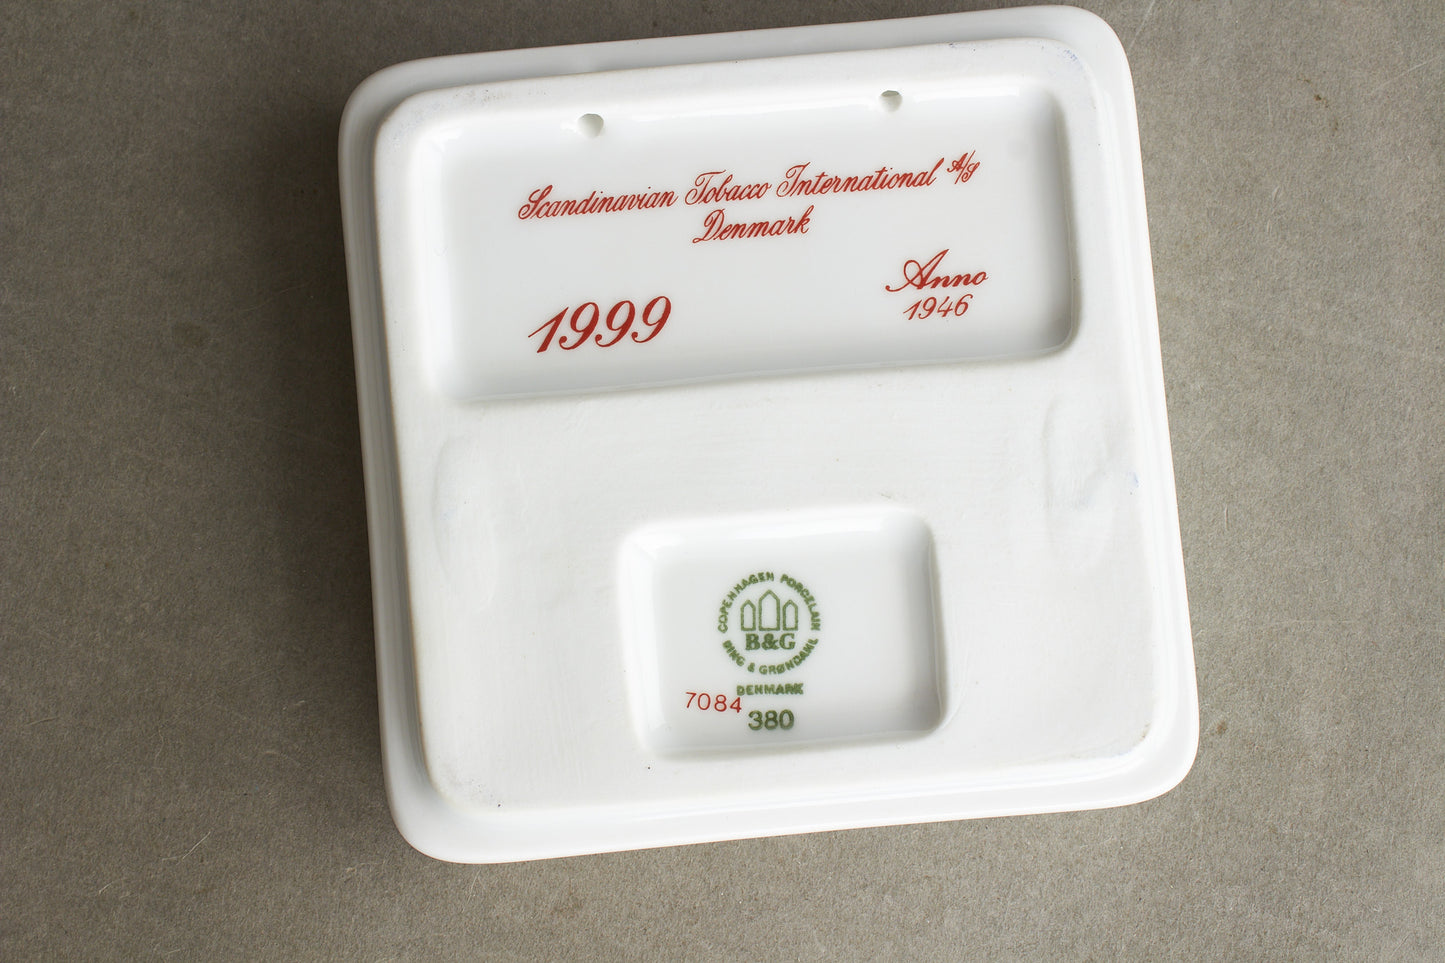 Scandinavian Tobacco International A/S
Denmark
Anno
1946
1999
COPENHAGEN PORCELAIN
B&G
BING & GRØNDAHL
DENMARK
7084
380